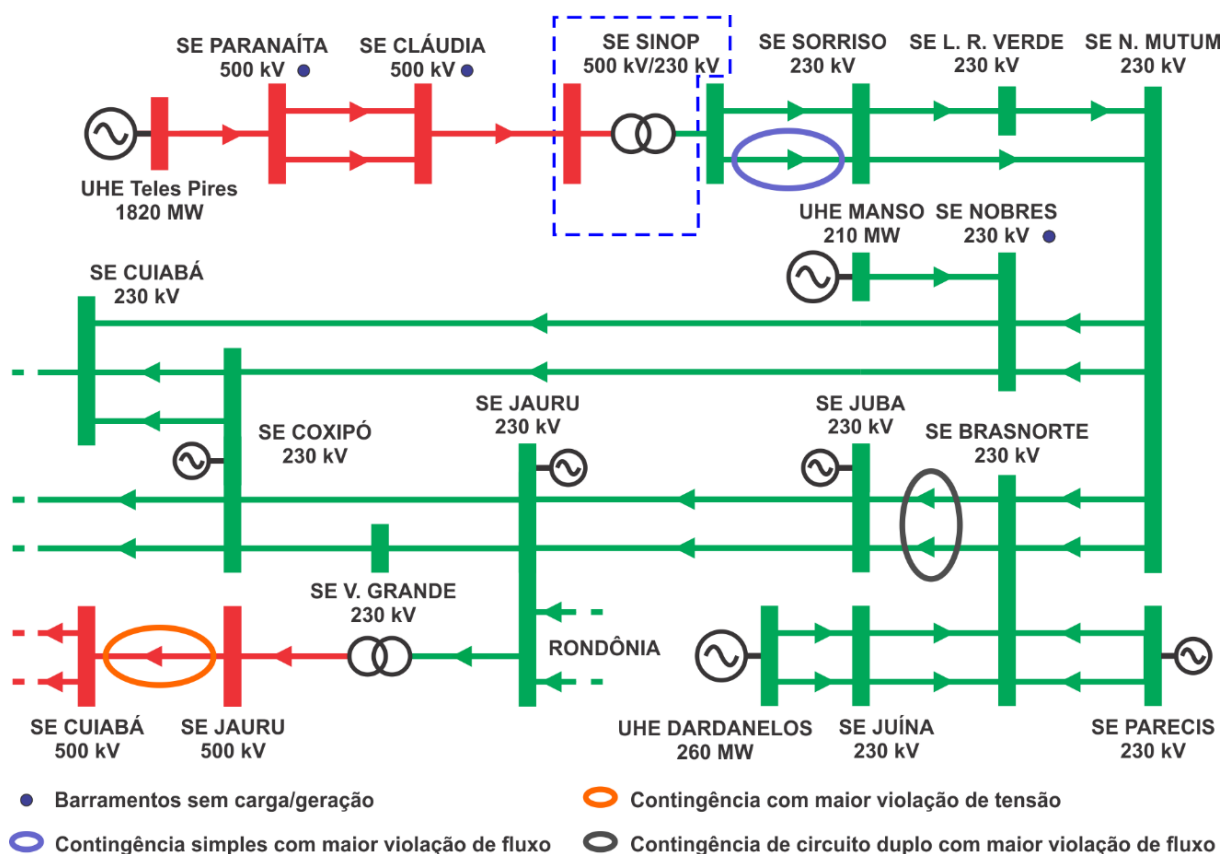 SE PARANAÍTA
500 kV
SE CLÁUDIA
500 kV
SE SINOP
500 kV/230 kV
SE SORRISO
230 kV
SE L. R. VERDE
230 kV
SE N. MUTUM
230 kV
UHE Teles Pires
1820 MW
UHE MANSO
210 MW
SE NOBRES
230 kV
SE CUIABÁ
230 kV
SE COXIPÓ
230 kV
SE JAURU
230 kV
SE JUBA
230 kV
SE BRASNORTE
230 kV
SE V. GRANDE
230 kV
RONDÔNIA
SE CUIABÁ
500 kV
SE JAURU
500 kV
UHE DARDANELOS
260 MW
SE JUÍNA
230 kV
SE PARECIS
230 kV
Barramentos sem carga/geração
Contingência com maior violação de tensão
Contingência simples com maior violação de fluxo
Contingência de circuito duplo com maior violação de fluxo